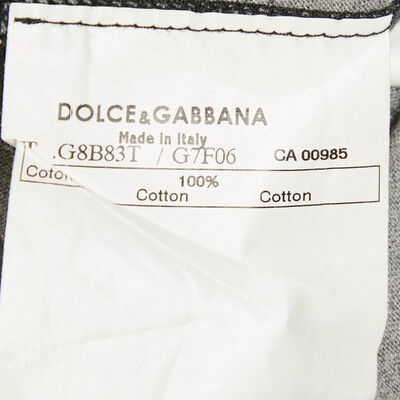 DOLCE&GABBANA
Made in Italy
.G8B83T / G7F06 CA 00985
100%
Cotton Cotton